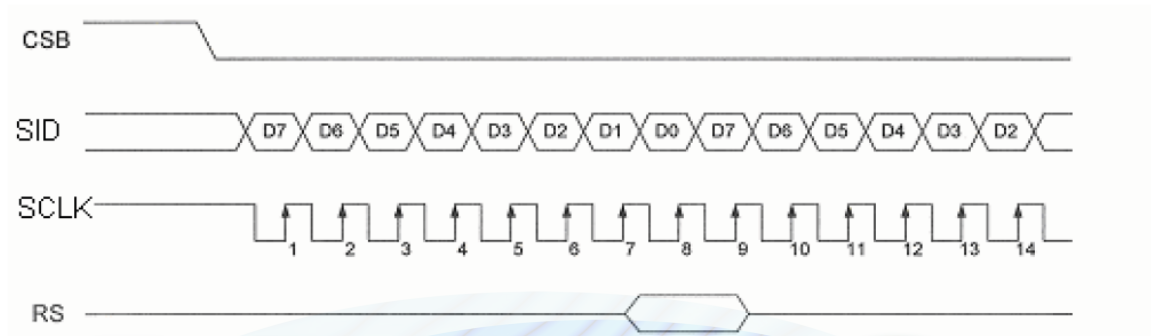 CSB
SID D7 D6 D5 D4 D3 D2 D1 D0 D7 D6 D5 D4 D3 D2
SCLK
1 2 3 4 5 6 7 8 9 10 11 12 13 14
RS